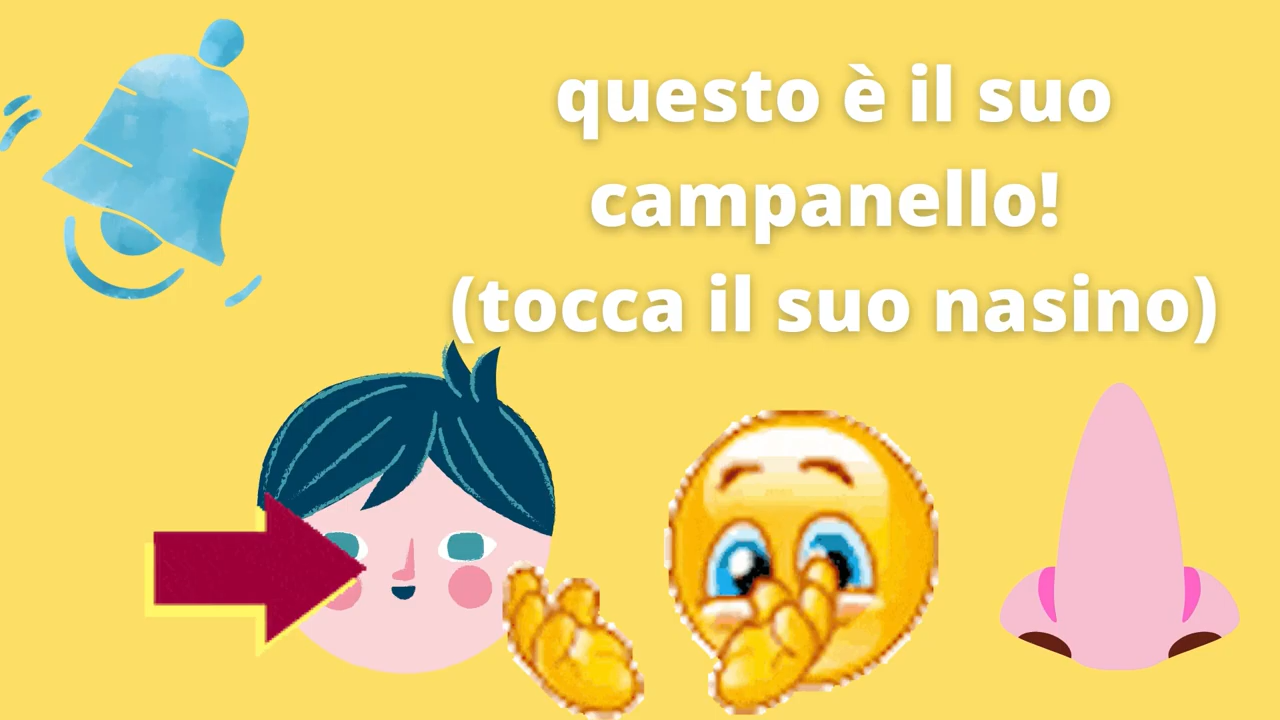 questo è il suo
campanello!
(tocca il suo nasino)